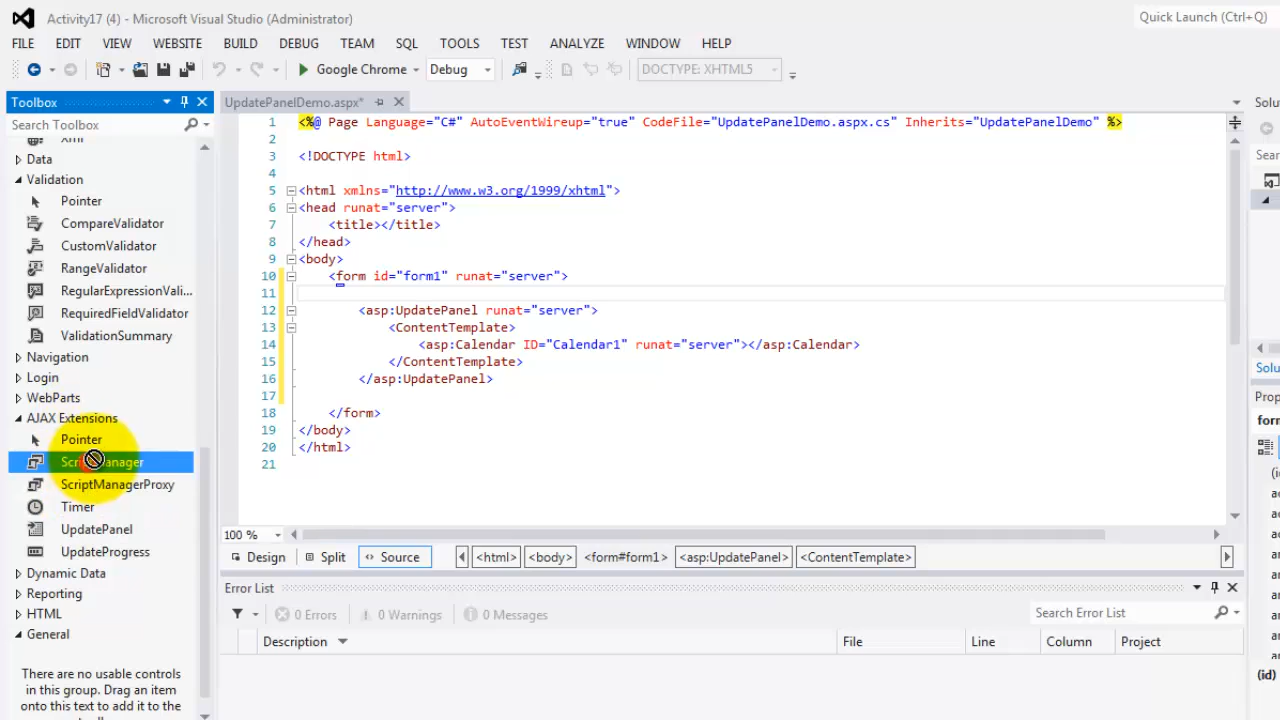 Activity17 (4) - Microsoft Visual Studio (Administrator)
Quick Launch (Ctrl+Q)
FILE EDIT VIEW WEBSITE BUILD DEBUG TEAM SQL TOOLS TEST ANALYZE WINDOW HELP
Google Chrome Debug DOCTYPE: XHTML5
Toolbox
UpdatePanelDemo.aspx*
Search Toolbox
Xml
Data
Validation
Pointer
CompareValidator
CustomValidator
RangeValidator
RegularExpressionVali...
RequiredFieldValidator
ValidationSummary
Navigation
Login
WebParts
AJAX Extensions
Pointer
ScriptManager
ScriptManagerProxy
Timer
UpdatePanel
UpdateProgress
Dynamic Data
Reporting
HTML
General
There are no usable controls
in this group. Drag an item
onto this text to add it to the
1 <%@ Page Language="C#" AutoEventWireup="true" CodeFile="UpdatePanelDemo.aspx.cs" Inherits="UpdatePanelDemo" %>
2
3 <!DOCTYPE html>
4
5 <html xmlns="http://www.w3.org/1999/xhtml">
6 <head runat="server">
7 <title></title>
8 </head>
9 <body>
10 <form id="form1" runat="server">
11
12 <asp:UpdatePanel runat="server">
13 <ContentTemplate>
14 <asp:Calendar ID="Calendar1" runat="server"></asp:Calendar>
15 </ContentTemplate>
16 </asp:UpdatePanel>
17
18 </form>
19 </body>
20 </html>
21
100 %
Design Split Source <html> <body> <form#form1> <asp:UpdatePanel> <ContentTemplate>
Error List
0 Errors 0 Warnings 0 Messages
Search Error List
Description File Line Column Project
Solu
Sear
Solu
Prop
form
(id)